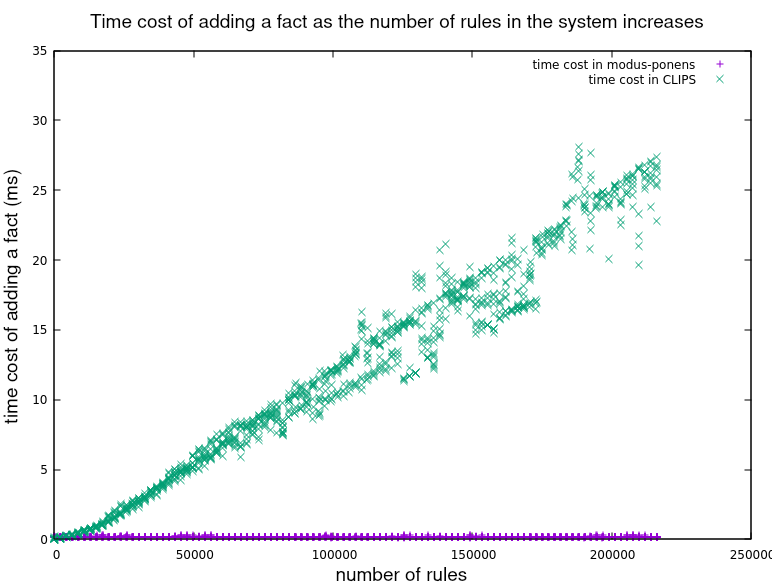 Time cost of adding a fact as the number of rules in the system increases
time cost in modus-ponens
time cost in CLIPS
time cost of adding a fact (ms)
35
30
25
20
15
10
5
0
0 50000 100000 150000 200000 250000
number of rules